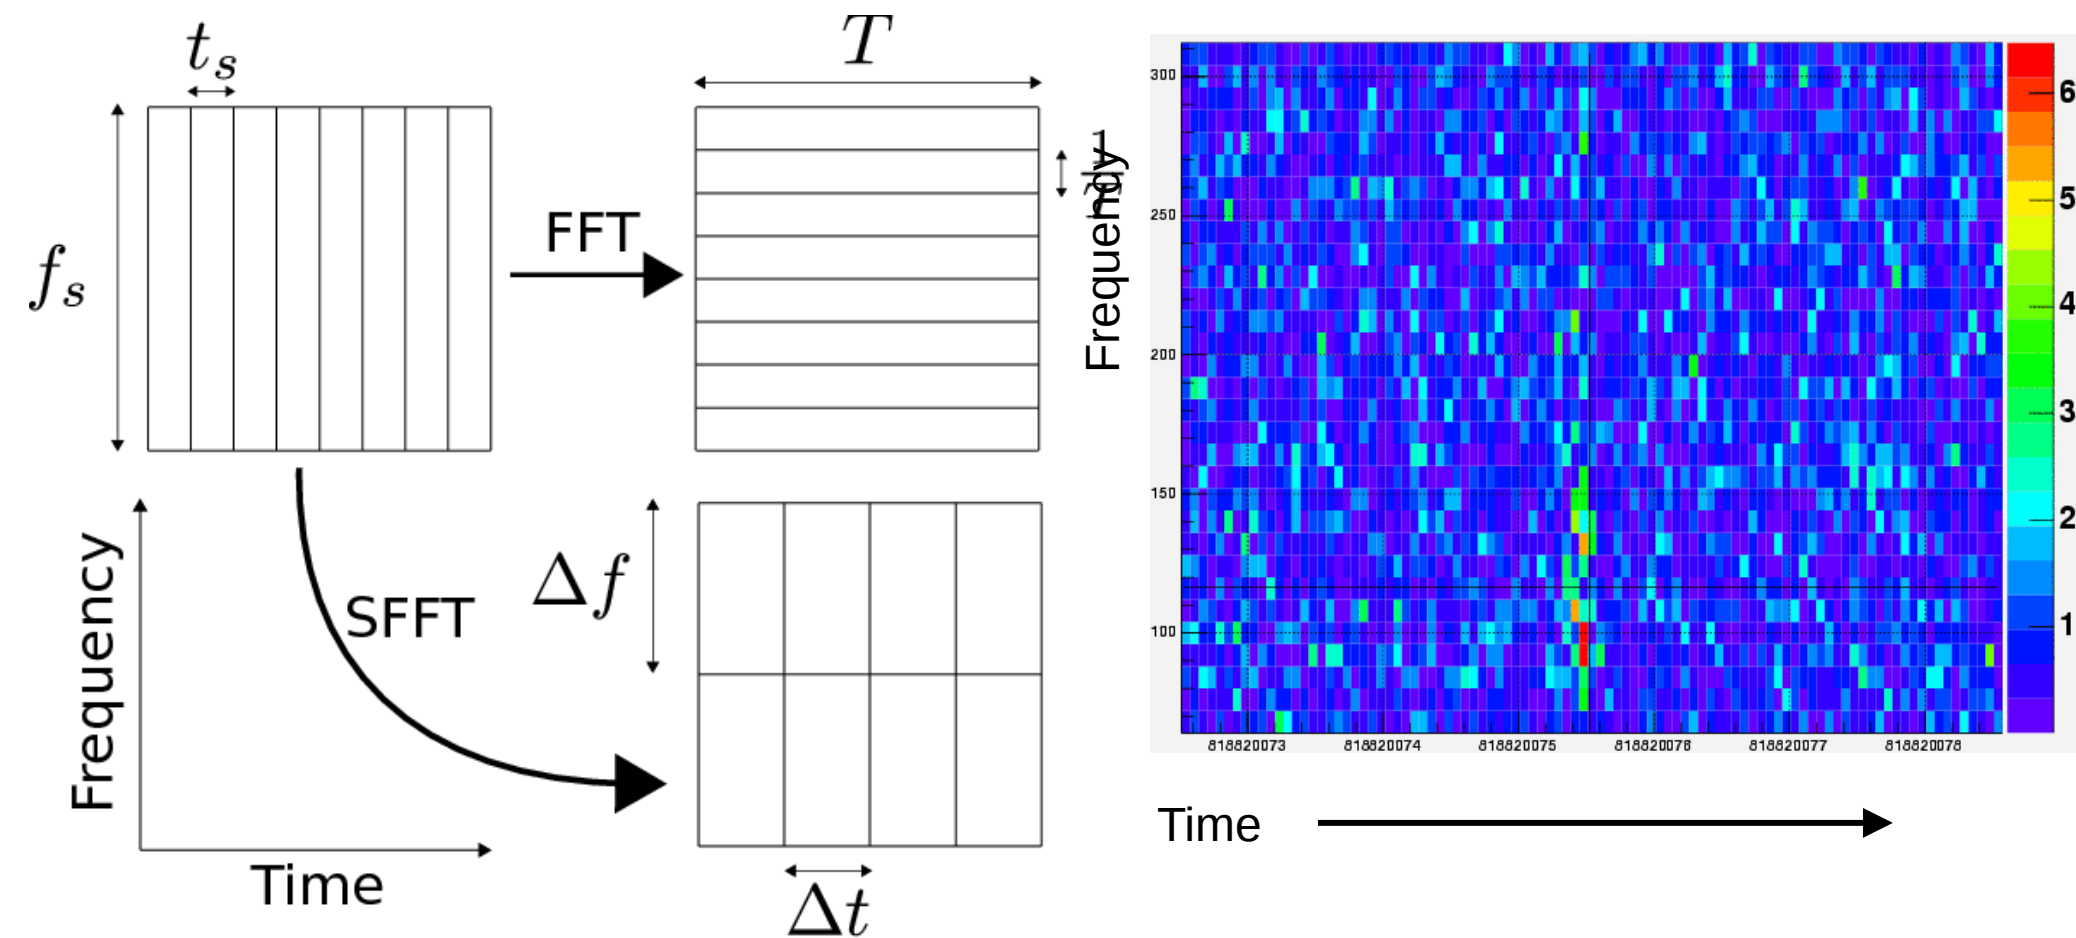 t_s
f_s
FFT
T
1
T
Frequency
SFFT
Time
Δf
Δt
Frequency
300
250
200
150
100
818820073 818820074 818820075 818820076 818820077 818820078
6
5
4
3
2
1
Time